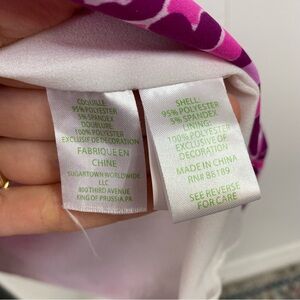 COQUILLE
95% POLYESTER
5% SPANDEX
DOUBLURE
100% POLYESTER
EXCLUSIF DE
DECORATION
FABRIQUE EN
CHINE
SUGARTOWN WORLDWIDE
LLC
800 THIRD AVENUE
KING OF PRUSSIA.PA
SHELL:
95% POLYESTER
5% SPANDEX
LINING:
100% POLYESTER
EXCLUSIVE OF
DECORATION
MADE IN CHINA
RN# 88189
SEE REVERSE
FOR CARE